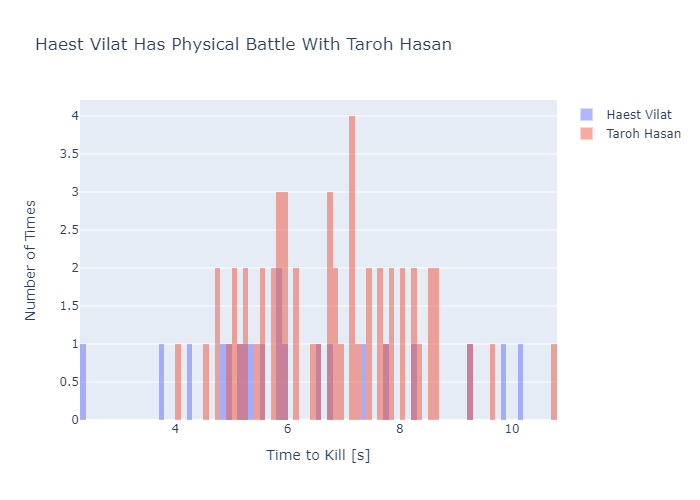 Haest Vilat Has Physical Battle With Taroh Hasan
Haest Vilat
Taroh Hasan
Number of Times
4
3.5
3
2.5
2
1.5
1
0.5
0
4 6 8 10
Time to Kill [s]